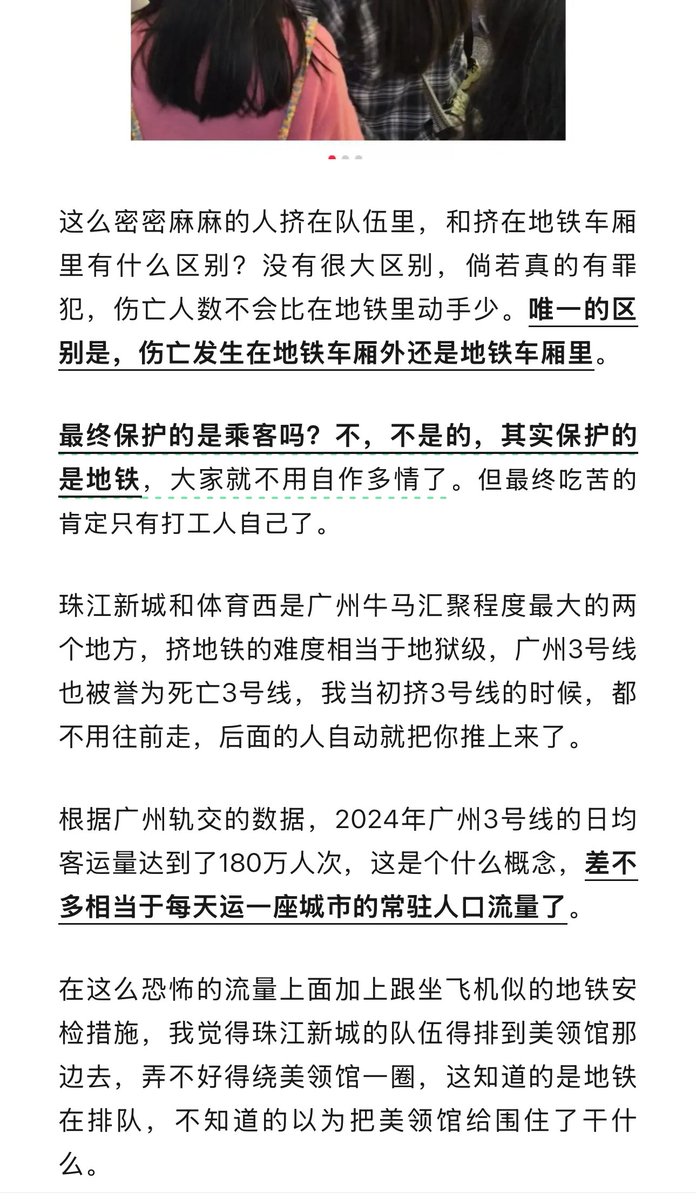 这么密密麻麻的人挤在队伍里，和挤在地铁车厢
里有什么区别？没有很大区别，倘若真的有罪
犯，伤亡人数不会比在地铁里动手少。唯一的区
别是，伤亡发生在地铁车厢外还是地铁车厢里。
最终保护的是乘客吗？不，不是的，其实保护的
是地铁，大家就不用自作多情了。但最终吃苦的
肯定只有打工人自己了。
珠江新城和体育西是广州牛马汇聚程度最大的两
个地方，挤地铁的难度相当于地狱级，广州3号线
也被誉为死亡3号线，我当初挤3号线的时候，都
不用往前走，后面的人自动就把你推上来了。
根据广州轨交的数据，2024年广州3号线的日均
客运量达到了180万人次，这是个什么概念，差不
多相当于每天运一座城市的常驻人口流量了。
在这么恐怖的流量上面加上跟坐飞机似的地铁安
检措施，我觉得珠江新城的队伍得排到美领馆那
边去，弄不好得绕美领馆一圈，这知道的是地铁
在排队，不知道的以为把美领馆给围住了干什
么。